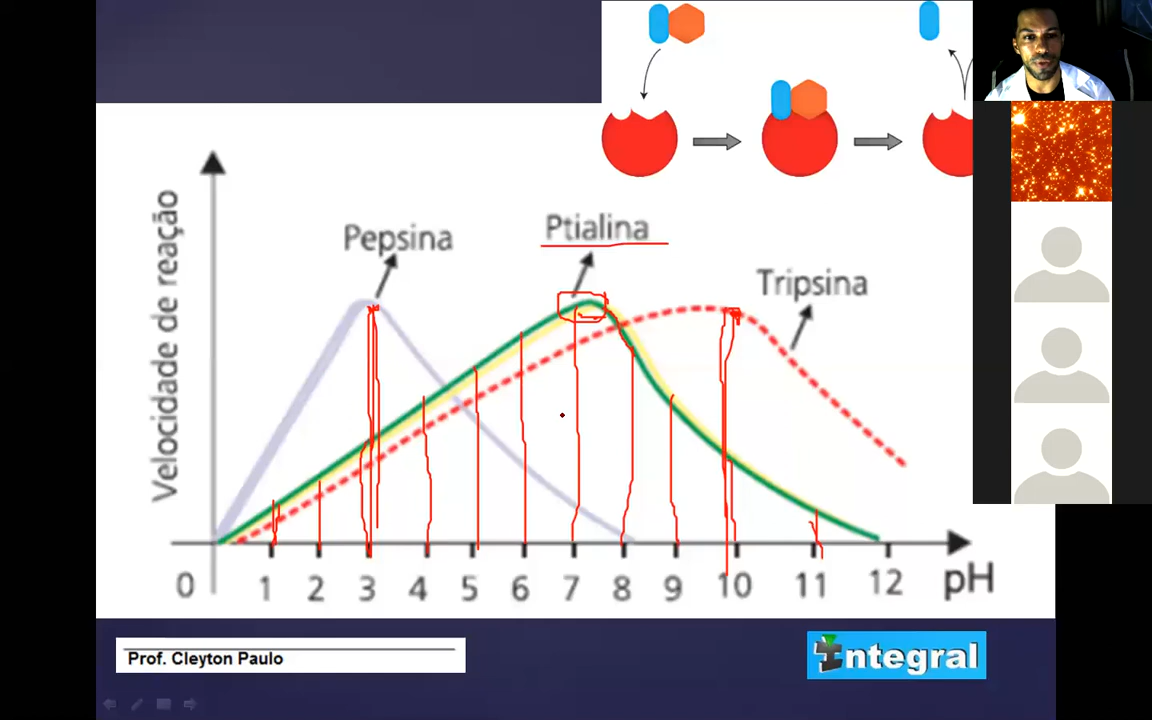 Pepsina
Ptialina
Tripsina
Velocidade de reação
0 1 2 3 4 5 6 7 8 9 10 11 12 pH
Prof. Cleyton Paulo
Integral